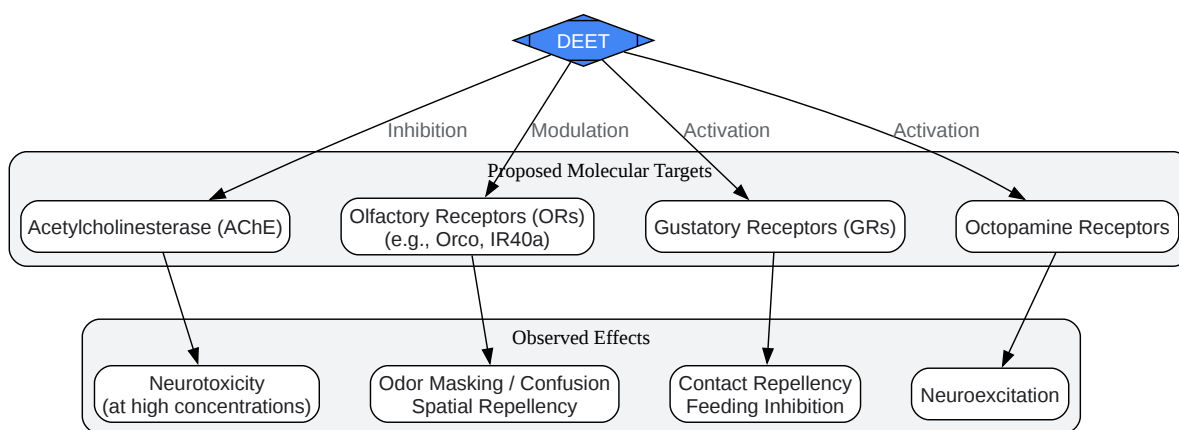 DEET
Inhibition
Modulation
Activation
Activation
Proposed Molecular Targets
Acetylcholinesterase (AChE)
Olfactory Receptors (ORs)
(e.g., Orco, IR40a)
Gustatory Receptors (GRs)
Octopamine Receptors
Observed Effects
Neurotoxicity
(at high concentrations)
Odor Masking / Confusion
Spatial Repellency
Contact Repellency
Feeding Inhibition
Neuroexcitation